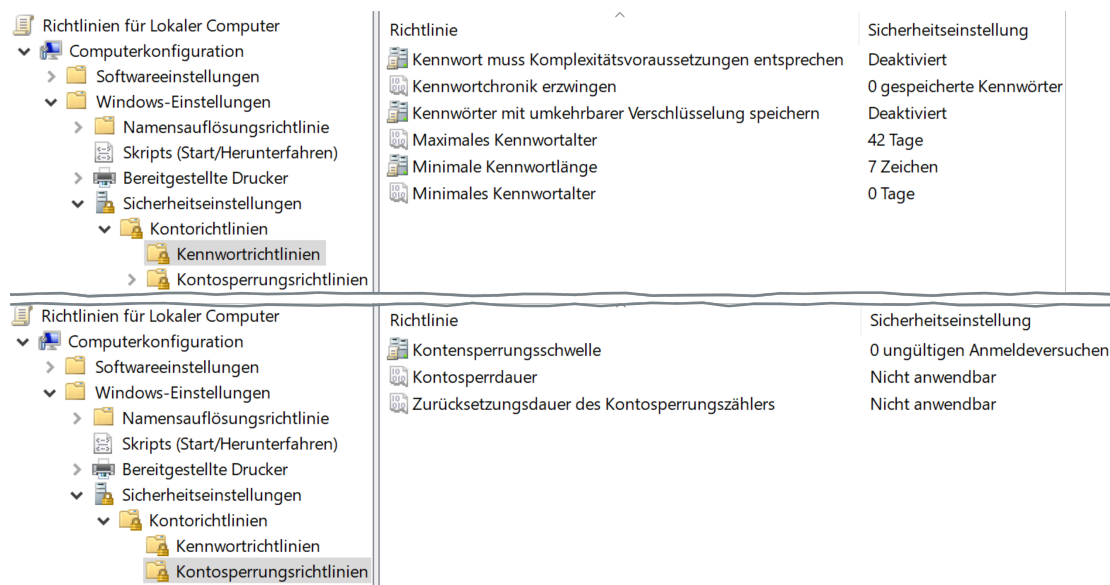 Richtlinien für Lokaler Computer
Computerkonfiguration
Softwareeinstellungen
Windows-Einstellungen
Namensauflösungsrichtlinie
Skripts (Start/Herunterfahren)
Bereitgestellte Drucker
Sicherheitseinstellungen
Kontorichtlinien
Kennwortrichtlinien
Kontosperrungsrichtlinien
Richtlinie Sicherheitseinstellung
Kennwort muss Komplexitätsvoraussetzungen entsprechen Deaktiviert
Kennwortchronik erzwingen 0 gespeicherte Kennwörter
Kennwörter mit umkehrbarer Verschlüsselung speichern Deaktiviert
Maximales Kennwortalter 42 Tage
Minimale Kennwortlänge 7 Zeichen
Minimales Kennwortalter 0 Tage
Richtlinien für Lokaler Computer
Computerkonfiguration
Softwareeinstellungen
Windows-Einstellungen
Namensauflösungsrichtlinie
Skripts (Start/Herunterfahren)
Bereitgestellte Drucker
Sicherheitseinstellungen
Kontorichtlinien
Kennwortrichtlinien
Kontosperrungsrichtlinien
Richtlinie Sicherheitseinstellung
Kontensperrungsschwelle 0 ungültigen Anmeldeversuchen
Kontosperrdauer Nicht anwendbar
Zurücksetzungsdauer des Kontosperrungszählers Nicht anwendbar